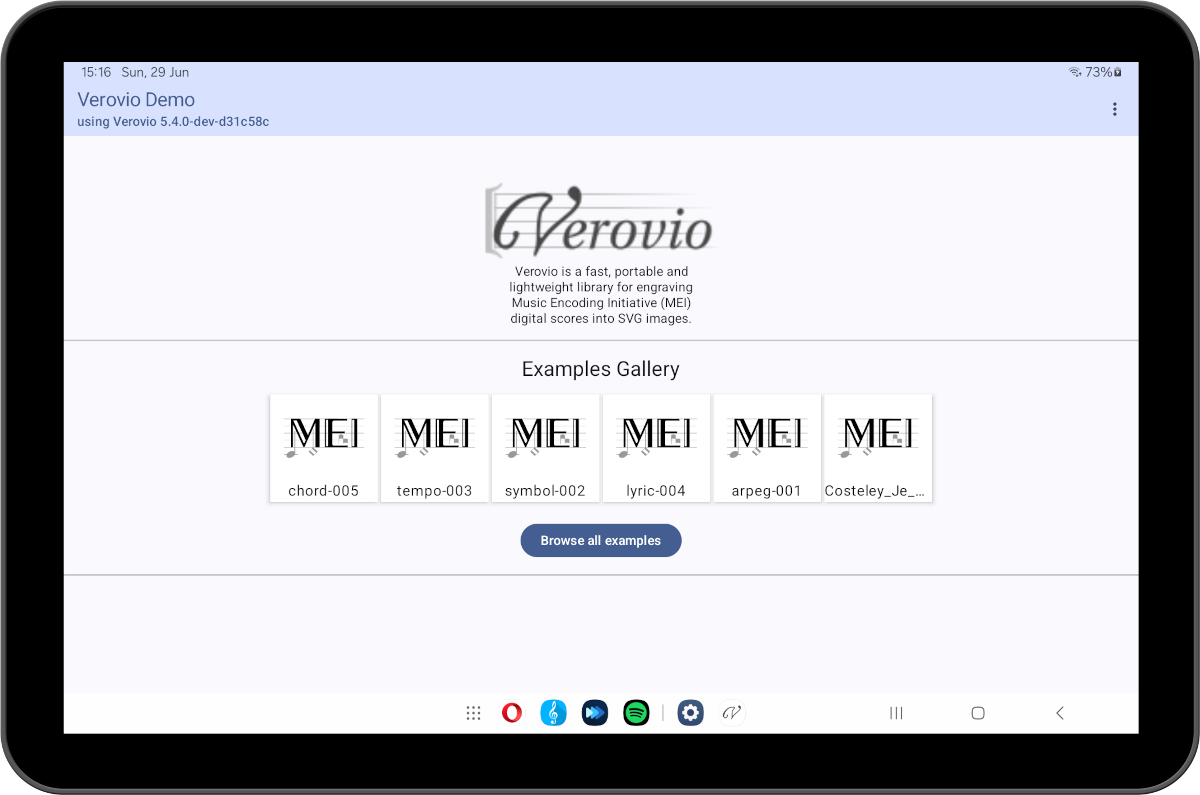 15:16 Sun, 29 Jun
73%
Verovio Demo
using Verovio 5.4.0-dev-d31c58c
Verovio
Verovio is a fast, portable and
lightweight library for engraving
Music Encoding Initiative (MEI)
digital scores into SVG images.
Examples Gallery
MEI MEI MEI MEI MEI MEI
chord-005 tempo-003 symbol-002 lyric-004 arpeg-001 Costeley_Je_...
Browse all examples